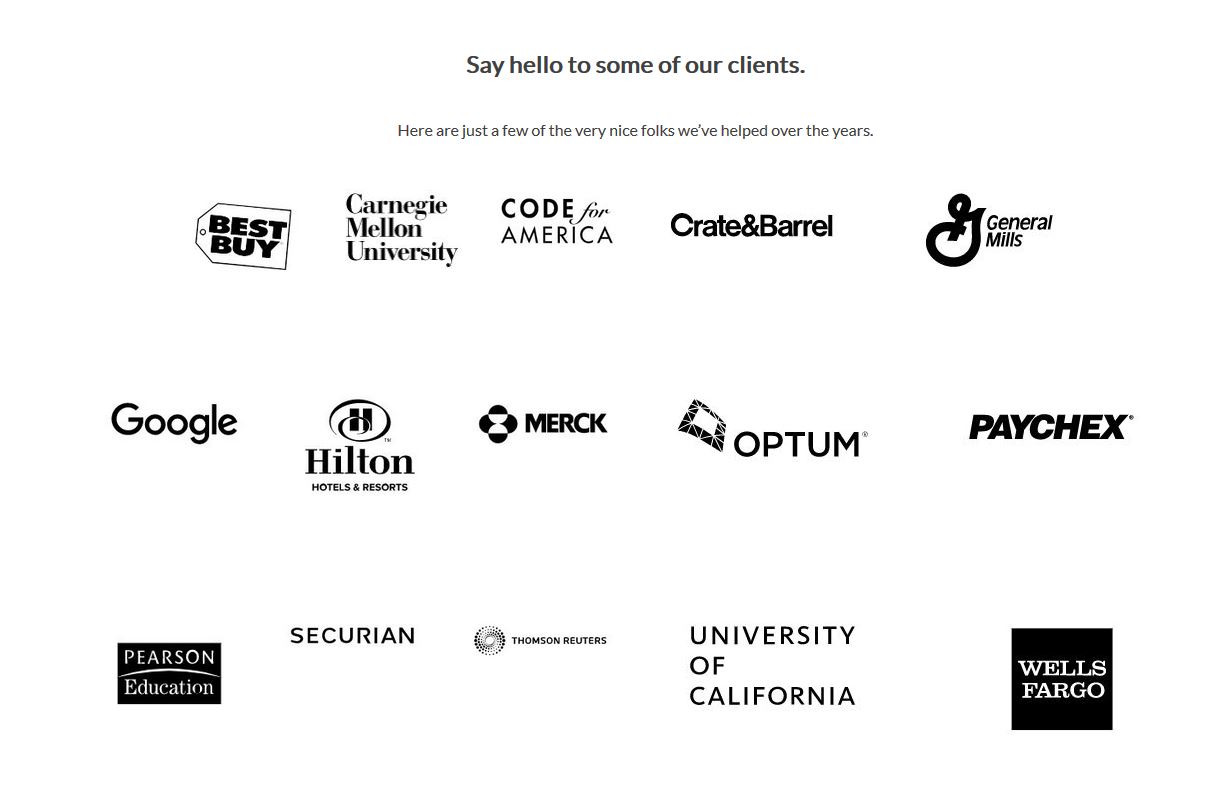 Say hello to some of our clients.
Here are just a few of the very nice folks we’ve helped over the years.
BEST
BUY
Carnegie
Mellon
University
CODE for
AMERICA
Crate&Barrel
General
Mills
Google
Hilton
HOTELS & RESORTS
MERCK
OPTUM®
PAYCHEX®
PEARSON
Education
SECURIAN
THOMSON REUTERS
UNIVERSITY
OF
CALIFORNIA
WELLS
FARGO